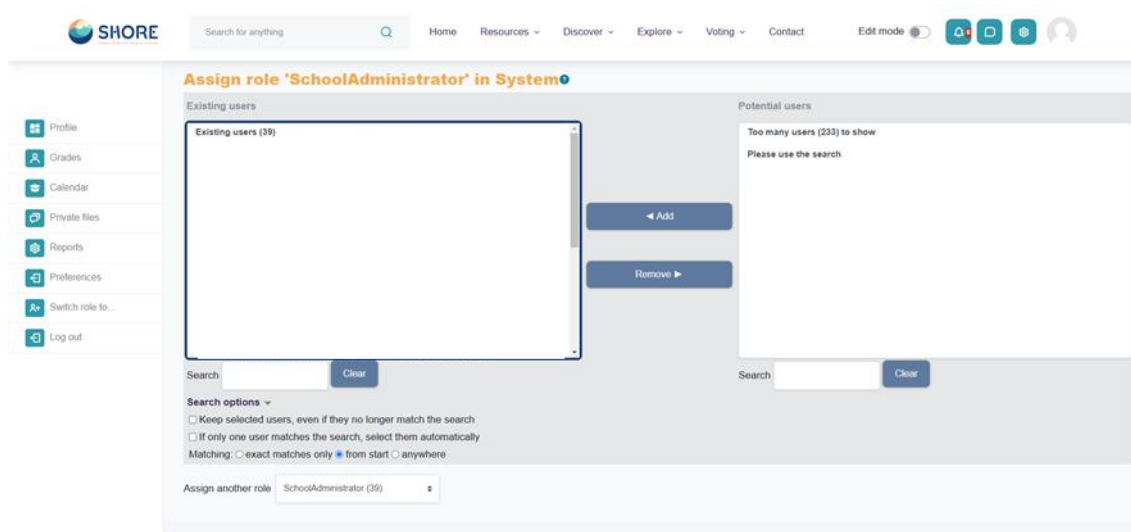 SHORE
Search for anything
Home Resources Discover Explore Voting Contact
Edit mode
Assign role 'SchoolAdministrator' in System
Existing users
Potential users
Profile
Grades
Calendar
Private files
Reports
Preferences
Switch role to...
Log out
Existing users (39)
Too many users (233) to show
Please use the search
◄ Add
Remove ►
Search Clear
Search Clear
Search options
Keep selected users, even if they no longer match the search
If only one user matches the search, select them automatically
Matching: exact matches only from start anywhere
Assign another role SchoolAdministrator (39)